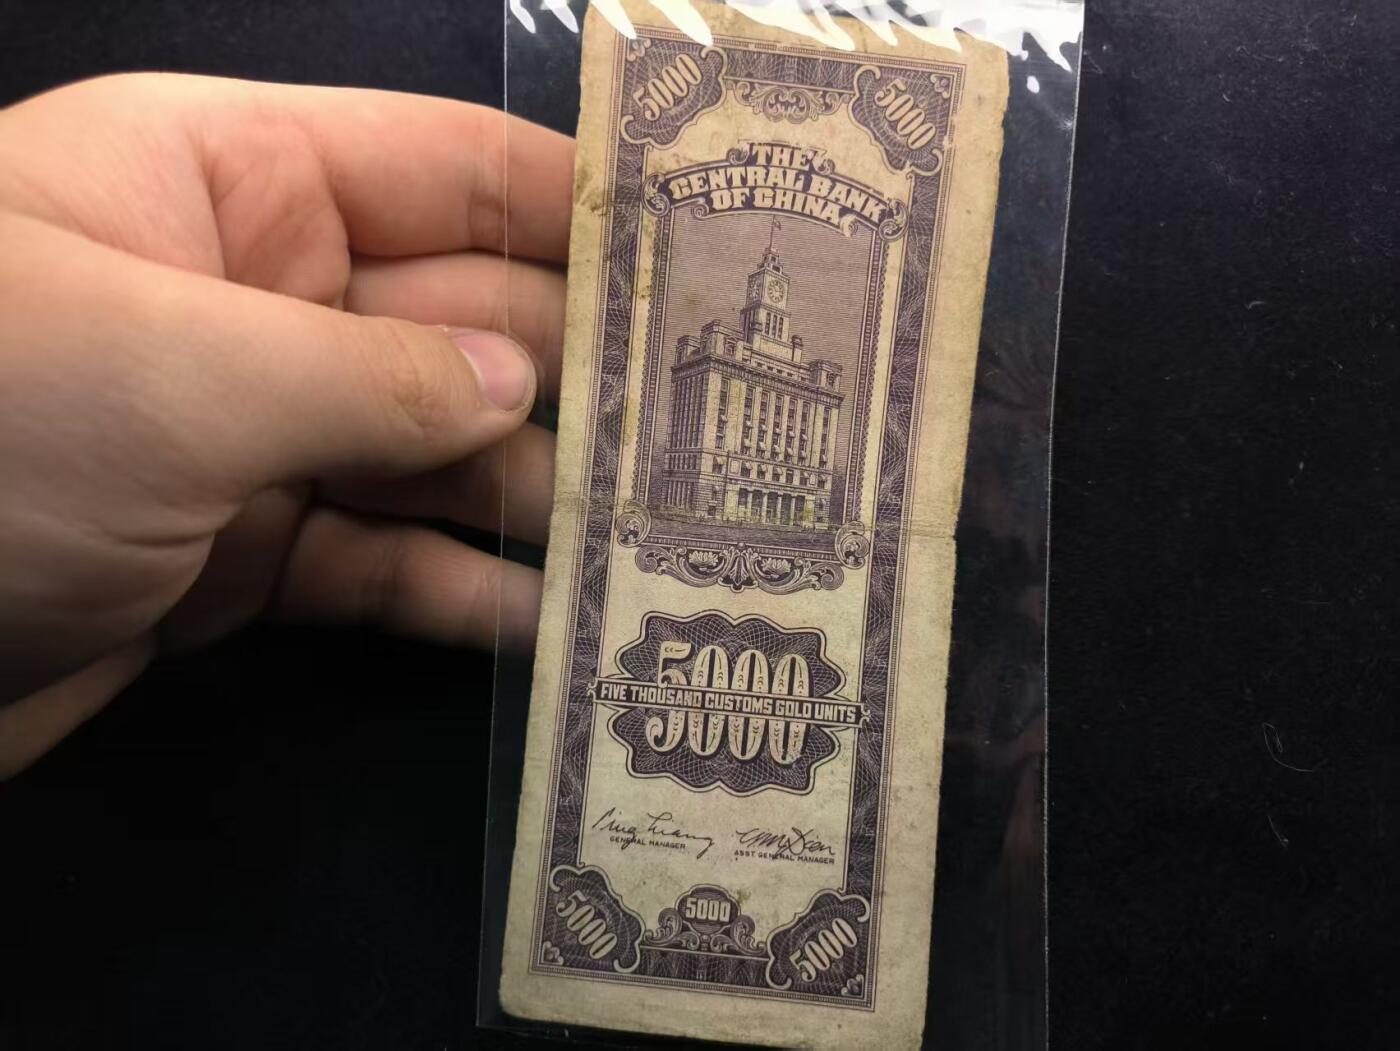 5000 5000
THE
CENTRAL BANK
OF CHINA
5000
FIVE THOUSAND CUSTOMS GOLD UNITS
5000
GENERAL MANAGER
ASST GENERAL MANAGER
5000 5000 5000